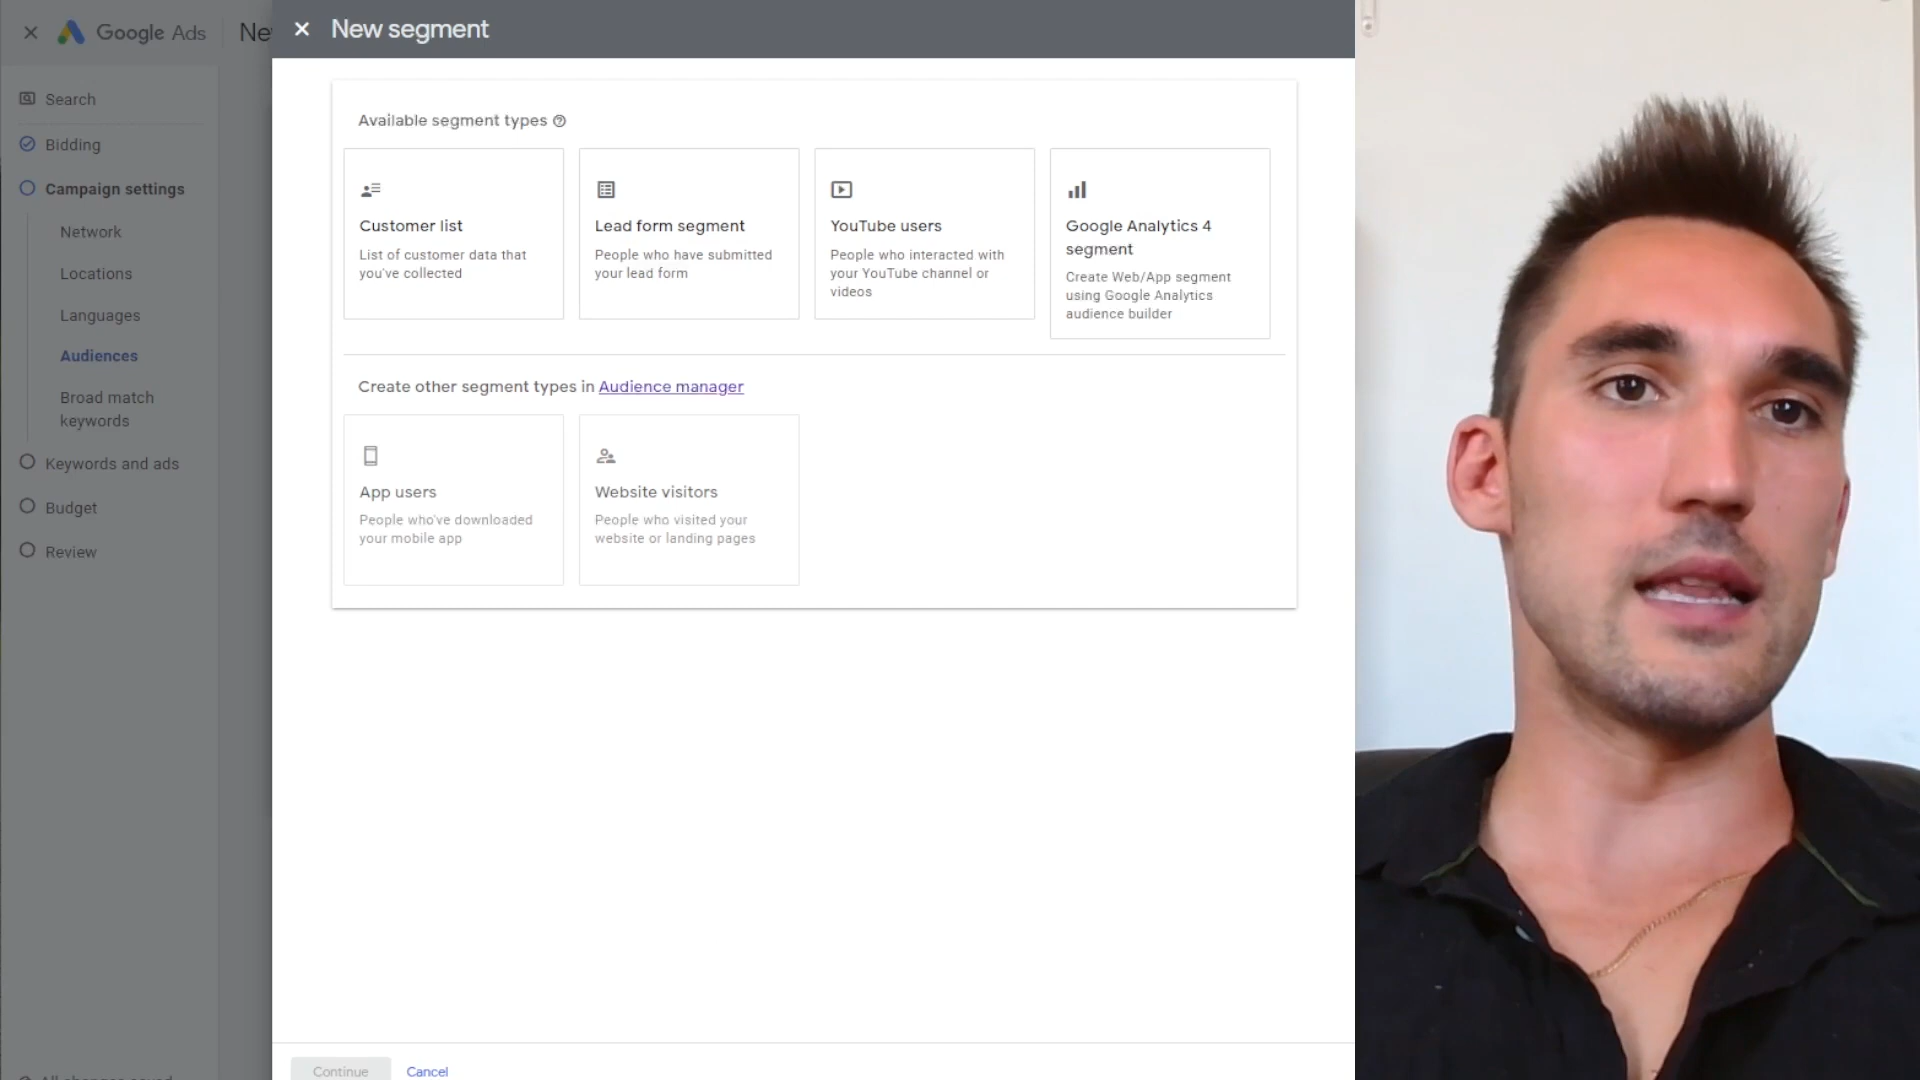 Google Ads
New segment
Search
Bidding
Campaign settings
Network
Locations
Languages
Audiences
Broad match
keywords
Keywords and ads
Budget
Review
Available segment types
Customer list
List of customer data that
you've collected
Lead form segment
People who have submitted
your lead form
YouTube users
People who interacted with
your YouTube channel or
videos
Google Analytics 4
segment
Create Web/App segment
using Google Analytics
audience builder
Create other segment types in Audience manager
App users
People who've downloaded
your mobile app
Website visitors
People who visited your
website or landing pages
Continue
Cancel